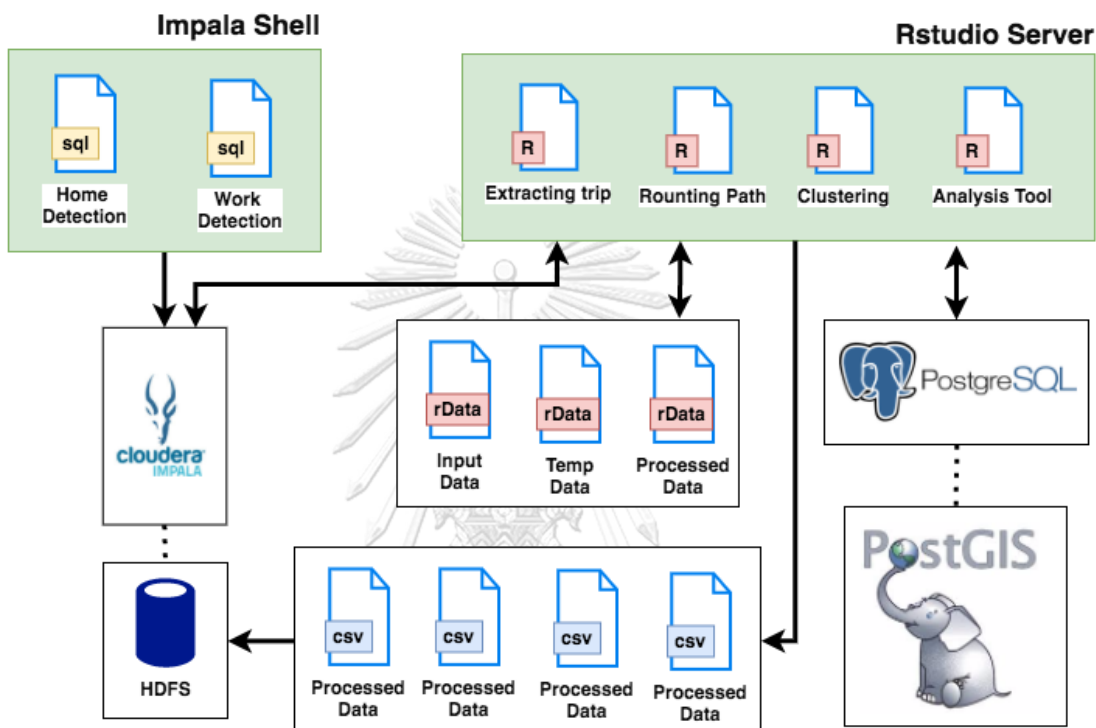 Impala Shell
Rstudio Server
sql
sql
Home
Detection
Work
Detection
R
R
R
R
Extracting trip
Rounting Path
Clustering
Analysis Tool
cloudera
IMPALA
rData
rData
rData
Input
Data
Temp
Data
Processed
Data
PostgreSQL
PostGIS
HDFS
csv
csv
csv
csv
Processed
Data
Processed
Data
Processed
Data
Processed
Data